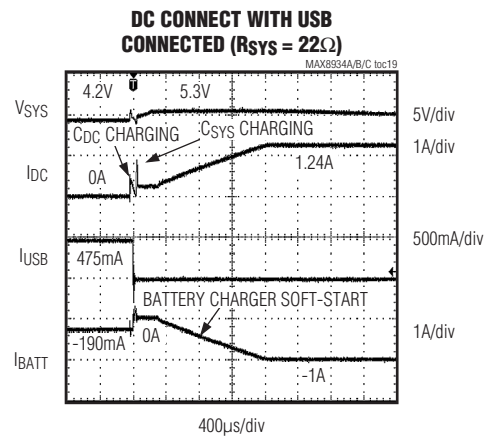 DC CONNECT WITH USB
CONNECTED (RSYS = 22Ω)
MAX8934A/B/C toc19
4.2V
5.3V
VSYS
5V/div
CDC CHARGING
CSYS CHARGING
1A/div
IDC
0A
1.24A
IUSB
475mA
500mA/div
BATTERY CHARGER SOFT-START
-190mA
0A
1A/div
IBATT
-1A
400µs/div